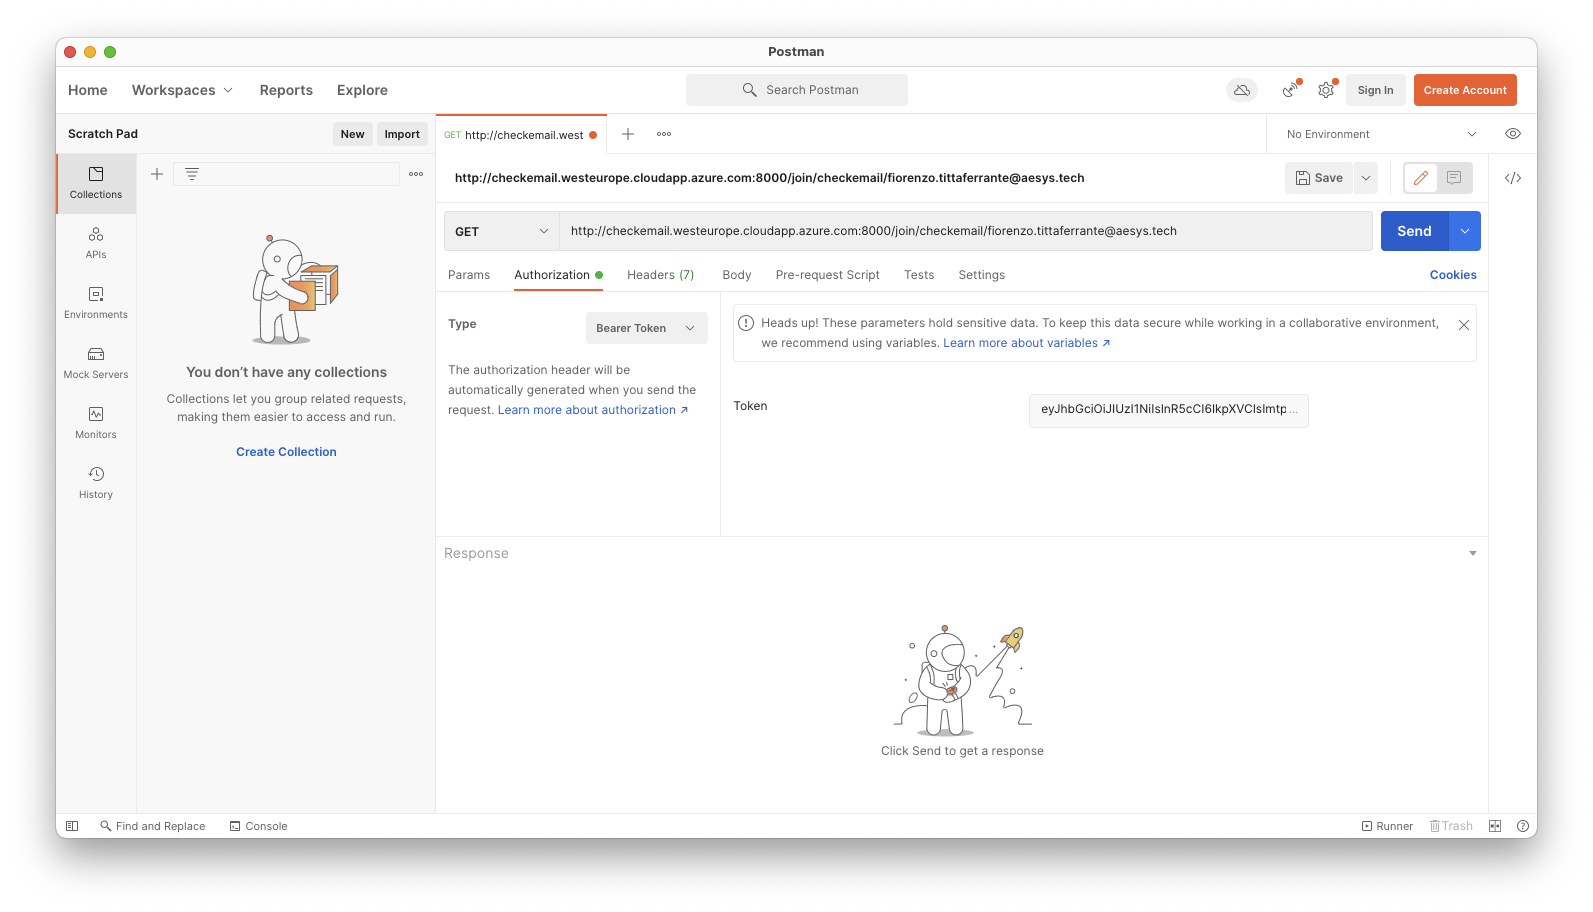 Postman
Home Workspaces Reports Explore
Search Postman
Sign In
Create Account
Scratch Pad
New
Import
GET http://checkemail.west
No Environment
Collections
APIs
Environments
Mock Servers
Monitors
History
You don't have any collections
Collections let you group related requests,
making them easier to access and run.
Create Collection
http://checkemail.westeurope.cloudapp.azure.com:8000/join/checkemail/fiorenzo.tittaferrante@aesys.tech
Save
GET
http://checkemail.westeurope.cloudapp.azure.com:8000/join/checkemail/fiorenzo.tittaferrante@aesys.tech
Send
Params Authorization Headers (7) Body Pre-request Script Tests Settings
Cookies
Type
Bearer Token
The authorization header will be
automatically generated when you send the
request. Learn more about authorization ↗
Heads up! These parameters hold sensitive data. To keep this data secure while working in a collaborative environment,
we recommend using variables. Learn more about variables ↗
Token
eyJhbGciOiJIUzI1NiIsInR5cCI6IkpXVCIsImtp...
Response
Click Send to get a response
Find and Replace
Console
Runner
Trash